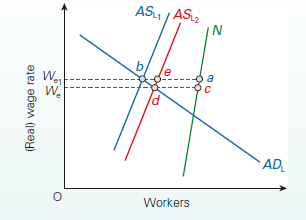 AS_L1 AS_L2
N
b e a
W_e1
W_e
d c
(Real) wage rate
AD_L
O
Workers